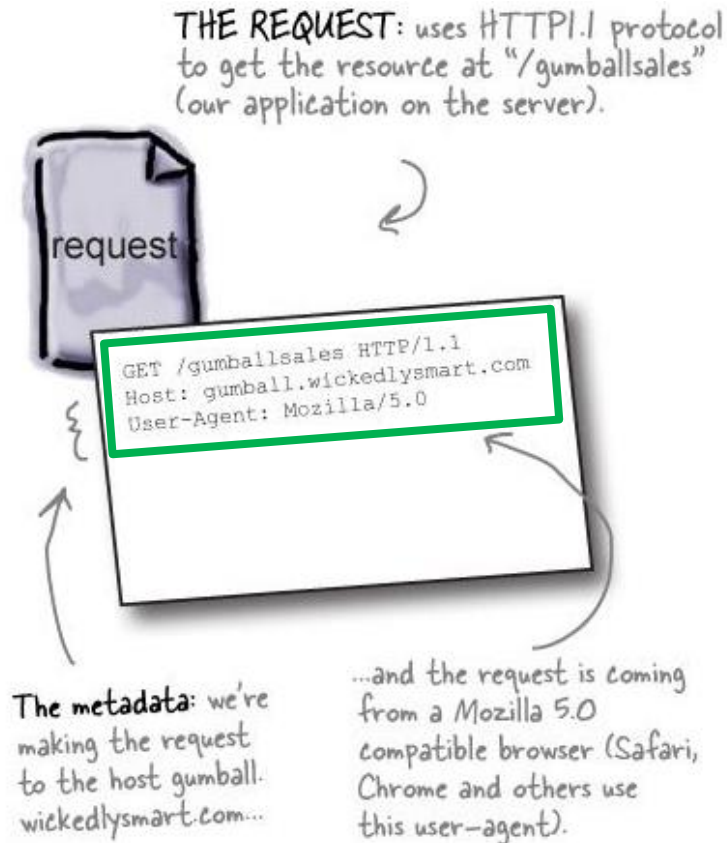 THE REQUEST: uses HTTP1.1 protocol
to get the resource at “/gumballsales”
(our application on the server).
request
GET /gumballsales HTTP/1.1
Host: gumball.wickedlysmart.com
User-Agent: Mozilla/5.0
The metadata: we're
making the request
to the host gumball.
wickedlysmart.com...
...and the request is coming
from a Mozilla 5.0
compatible browser (Safari,
Chrome and others use
this user-agent).